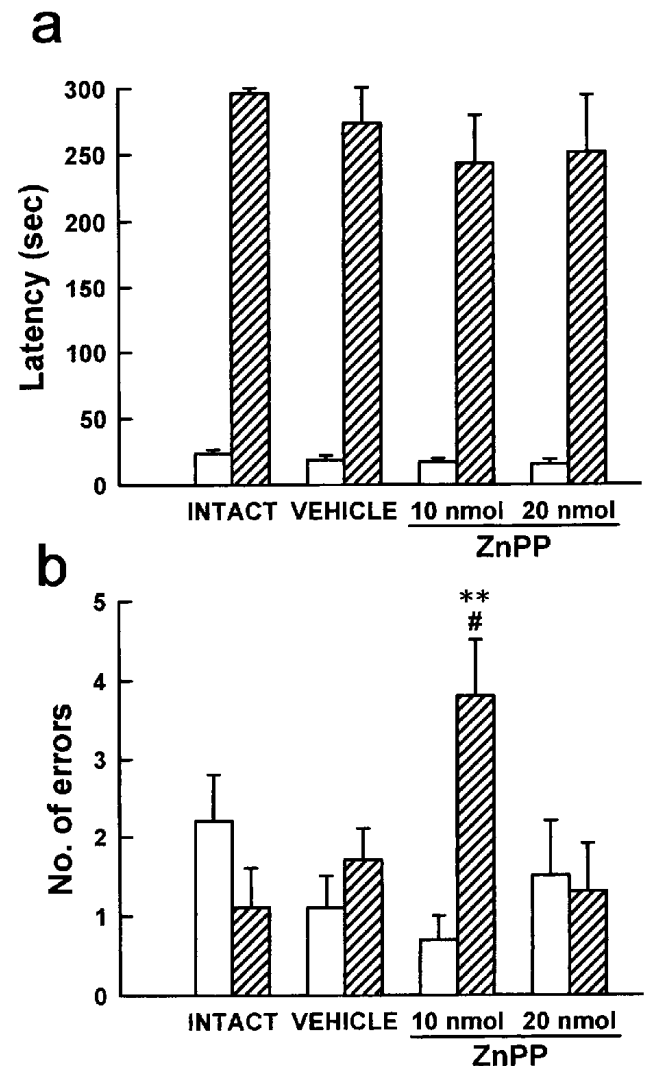 a
300
250
200
150
100
50
0
Latency (sec)
INTACT VEHICLE 10 nmol 20 nmol
ZnPP
b
5
4
3
2
1
0
No. of errors
**
#
INTACT VEHICLE 10 nmol 20 nmol
ZnPP